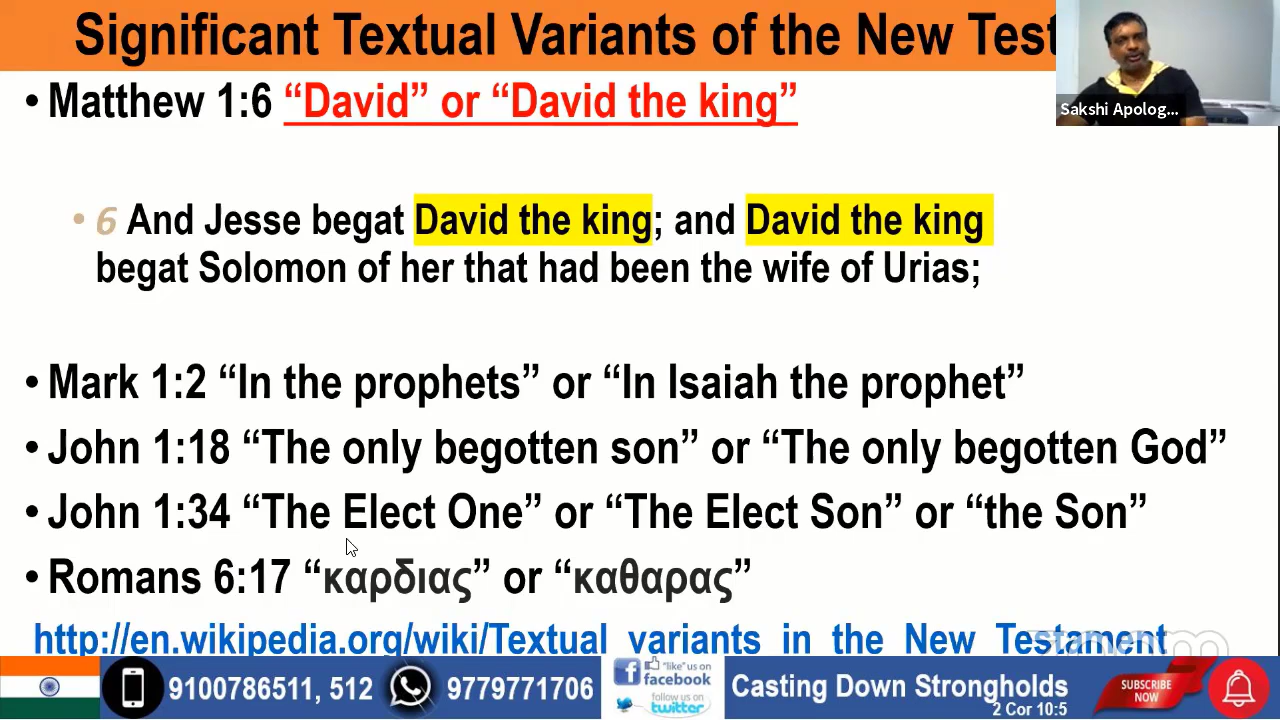 Significant Textual Variants of the New Test
Sakshi Apolog...
• Matthew 1:6 “David” or “David the king”
• 6 And Jesse begat David the king; and David the king
begat Solomon of her that had been the wife of Urias;
• Mark 1:2 “In the prophets” or “In Isaiah the prophet”
• John 1:18 “The only begotten son” or “The only begotten God”
• John 1:34 “The Elect One” or “The Elect Son” or “the Son”
• Romans 6:17 “καρδιας” or “καθαρας”
http://en.wikipedia.org/wiki/Textual_variants_in_the_New_Testament
9100786511, 512
9779771706
"like" us on
facebook
follow us on
twitter
Casting Down Strongholds
2 Cor 10:5
SUBSCRIBE
NOW